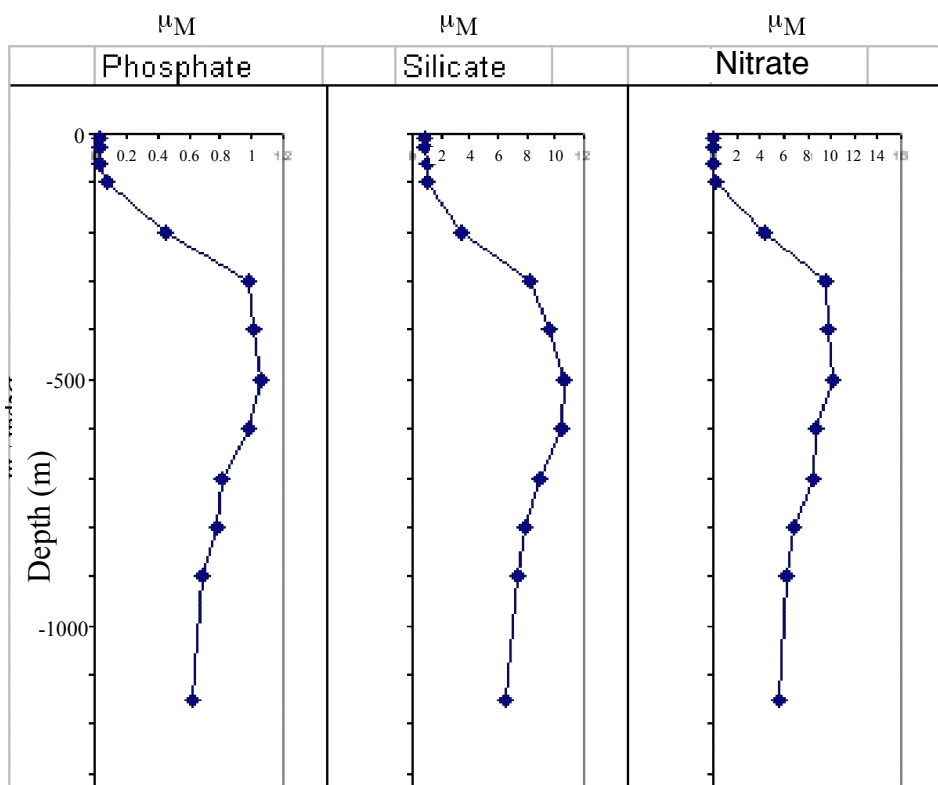 μM μM μM
Phosphate Silicate Nitrate
0 0.2 0.4 0.6 0.8 1 2 4 6 8 10 2 4 6 8 10 12 14
-500
Depth (m)
-1000